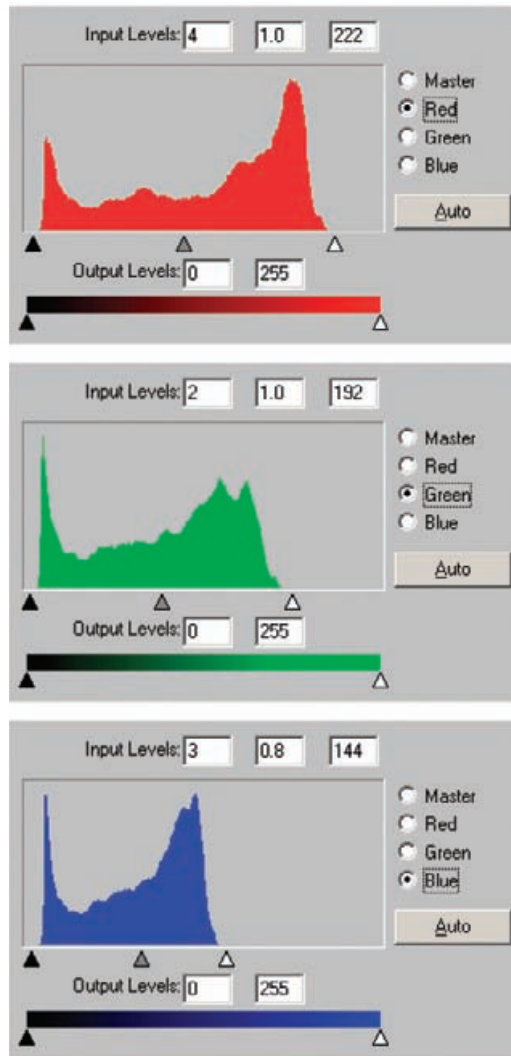 Input Levels: 4 1.0 222
Master
Red
Green
Blue
Auto
Output Levels: 0 255
Input Levels: 2 1.0 192
Master
Red
Green
Blue
Auto
Output Levels: 0 255
Input Levels: 3 0.8 144
Master
Red
Green
Blue
Auto
Output Levels: 0 255